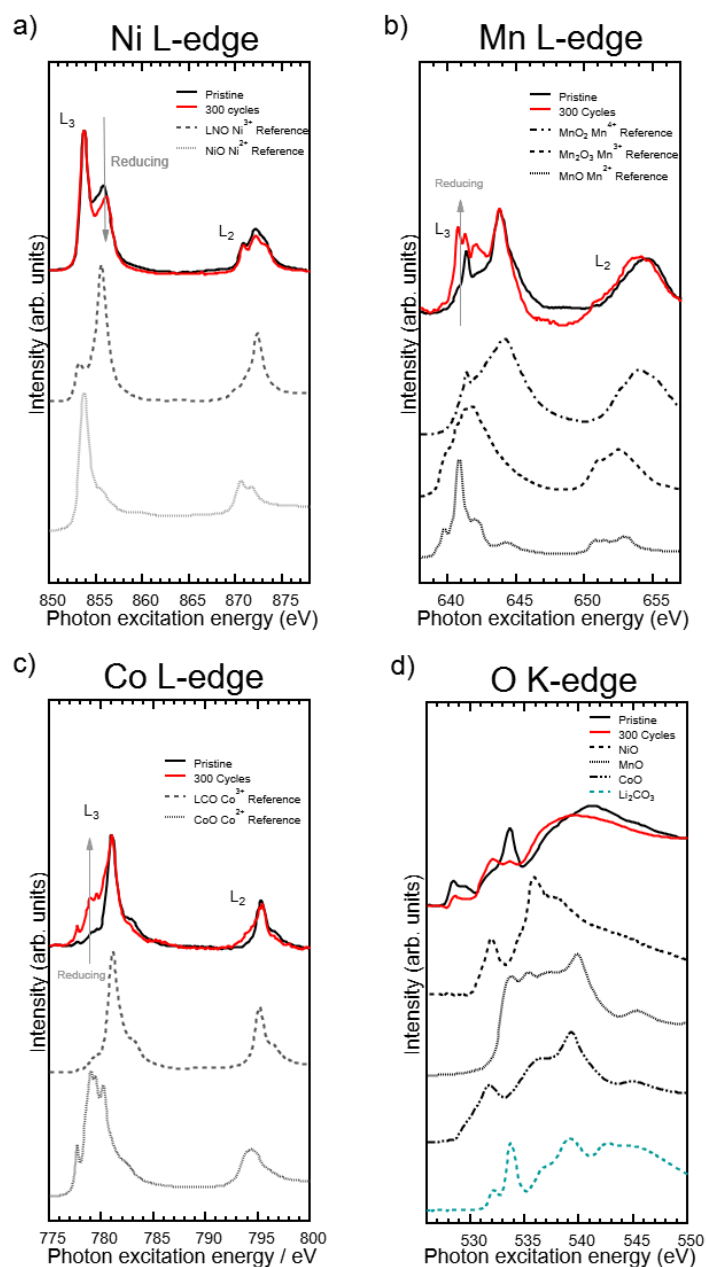 a)
Ni L-edge
Pristine
300 cycles
LNO Ni3+ Reference
NiO Ni2+ Reference
L3
Reducing
L2
Intensity (arb. units)
850 855 860 865 870 875
Photon excitation energy (eV)
b)
Mn L-edge
Pristine
300 Cycles
MnO2 Mn4+ Reference
Mn2O3 Mn3+ Reference
MnO Mn2+ Reference
Reducing
L3
L2
Intensity (arb. units)
640 645 650 655
Photon excitation energy (eV)
c)
Co L-edge
Pristine
300 Cycles
LCO Co3+ Reference
CoO Co2+ Reference
L3
L2
Reducing
Intensity (arb. units)
775 780 785 790 795 800
Photon excitation energy / eV
d)
O K-edge
Pristine
300 Cycles
NiO
MnO
CoO
Li2CO3
Intensity (arb. units)
530 535 540 545 550
Photon excitation energy (eV)